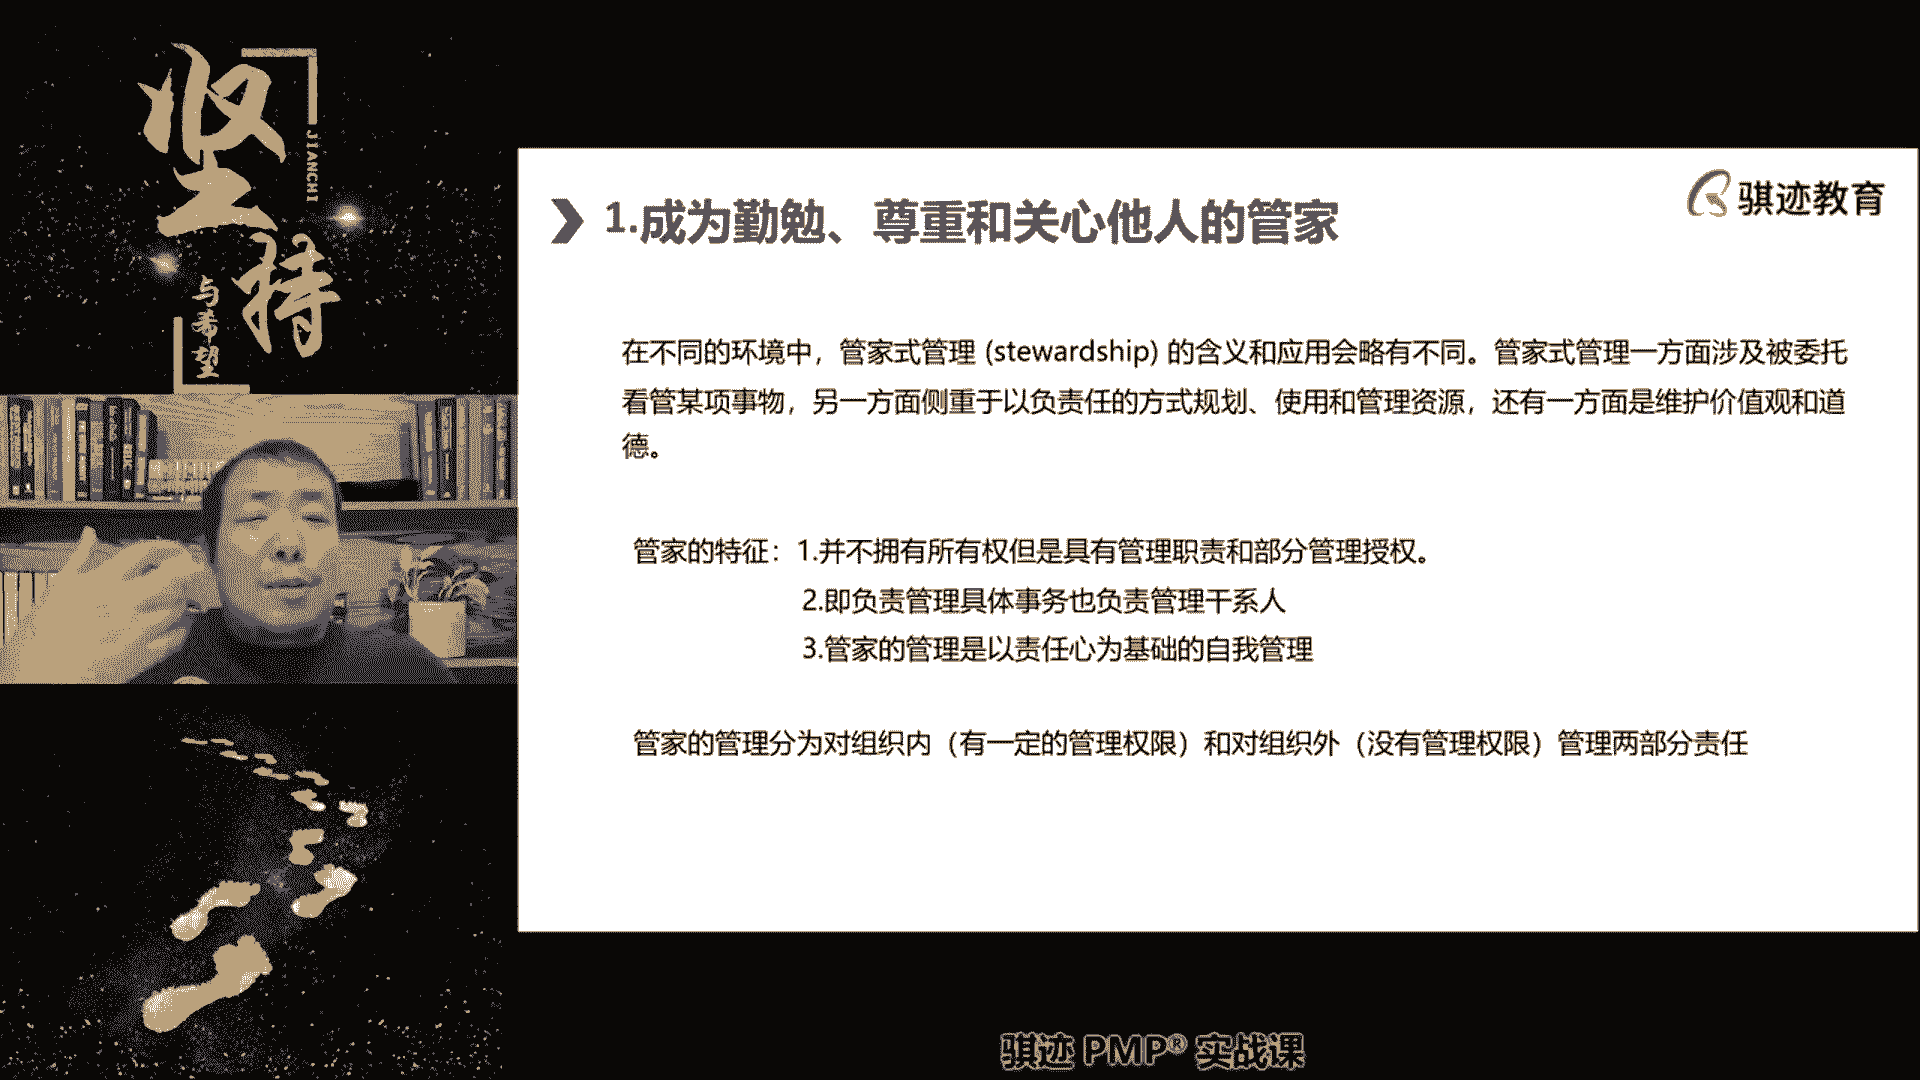 坚持
JIANCHI
与希望
骐迹教育
1.成为勤勉、尊重和关心他人的管家
在不同的环境中，管家式管理 (stewardship) 的含义和应用会略有不同。管家式管理一方面涉及被委托
看管某项事物，另一方面侧重于以负责任的方式规划、使用和管理资源，还有一方面是维护价值观和道
德。
管家的特征：1.并不拥有所有权但是具有管理职责和部分管理授权。
2.即负责管理具体事务也负责管理干系人
3.管家的管理是以责任心为基础的自我管理
管家的管理分为对组织内（有一定的管理权限）和对组织外（没有管理权限）管理两部分责任
骐迹 PMP® 实战课